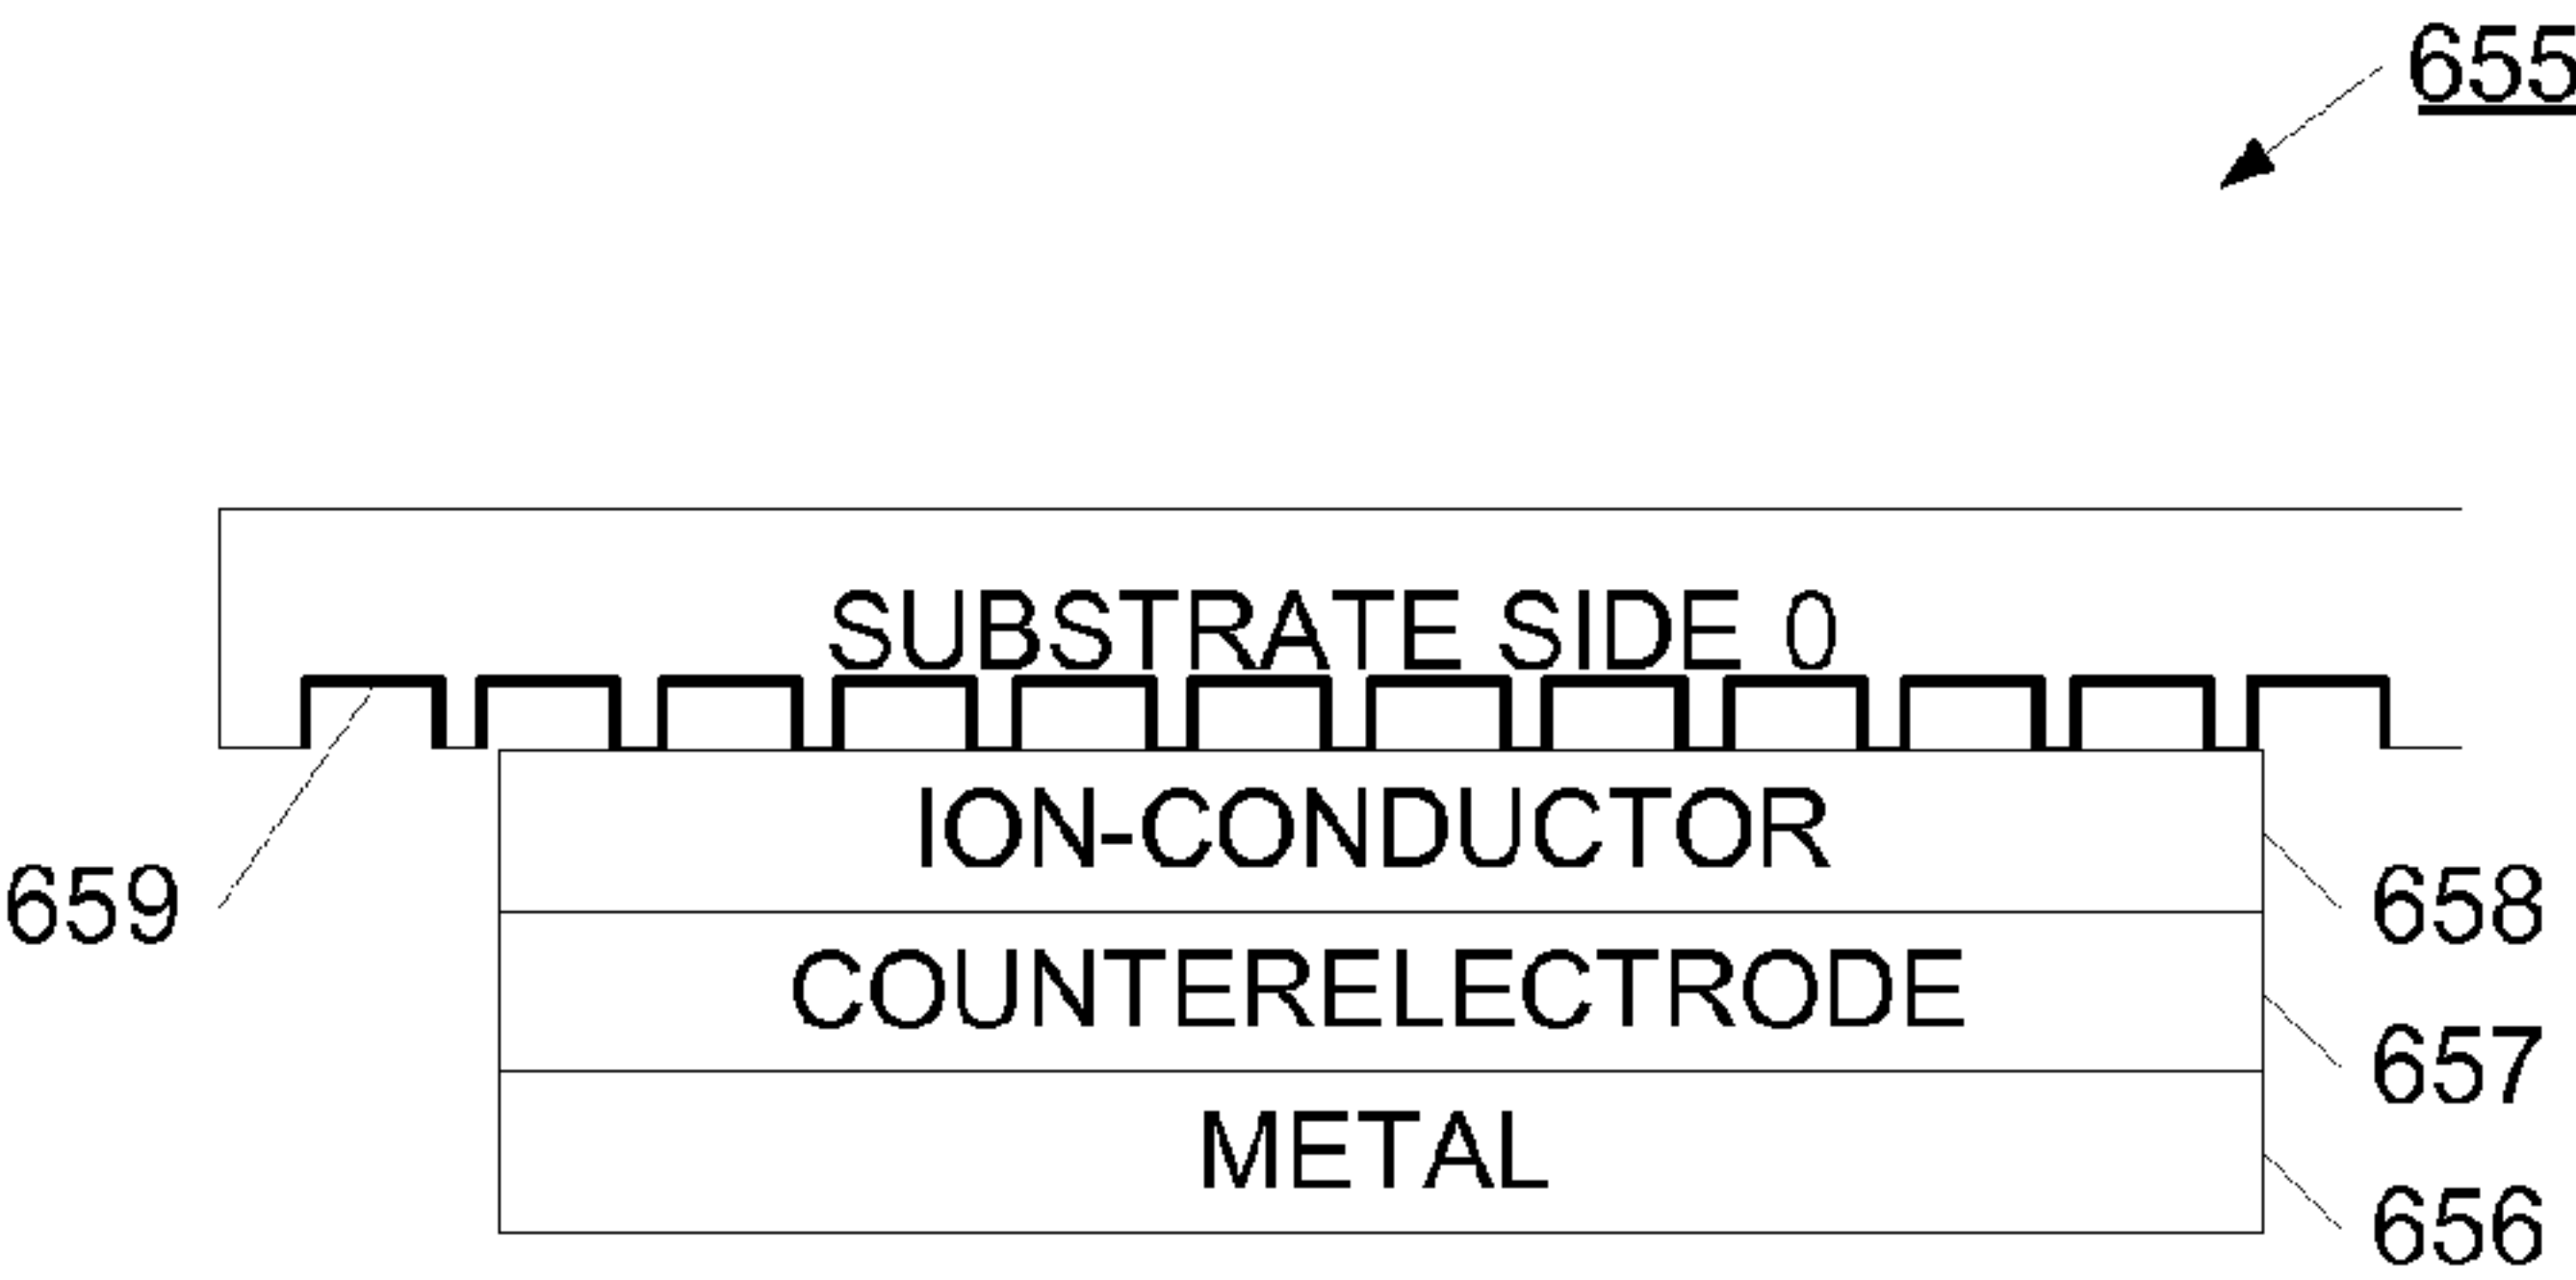 655
SUBSTRATE SIDE 0
ION-CONDUCTOR
659
658
COUNTERELECTRODE
657
METAL
656